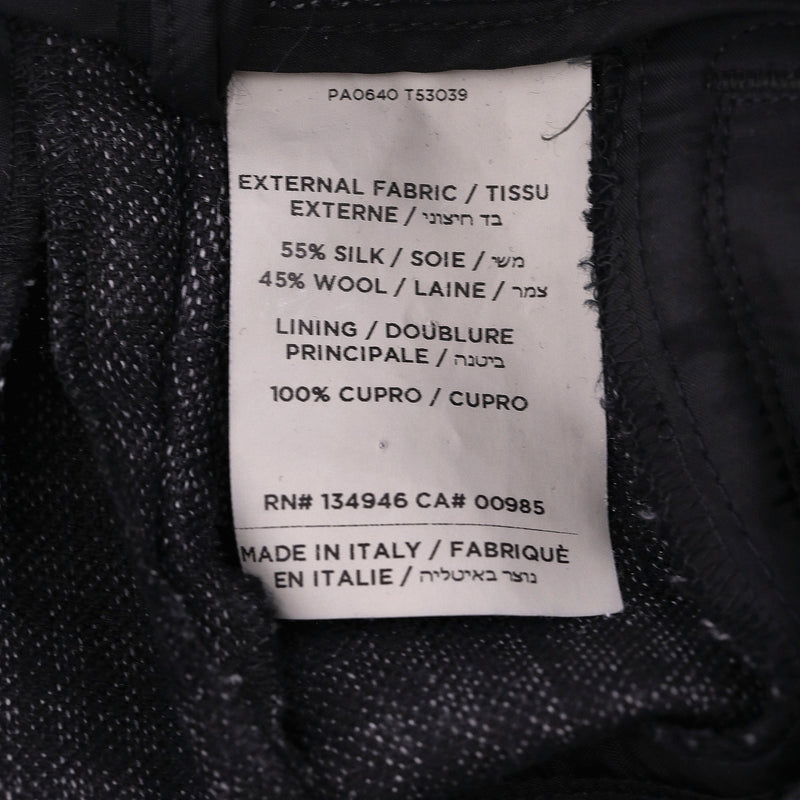 PA0640 T53039
EXTERNAL FABRIC / TISSU
EXTERNE / בד חיצוני
55% SILK / SOIE / משי
45% WOOL / LAINE / צמר
LINING / DOUBLURE
PRINCIPALE / ביטנה
100% CUPRO / CUPRO
RN# 134946 CA# 00985
MADE IN ITALY / FABRIQUÈ
EN ITALIE / נוצר באיטליה